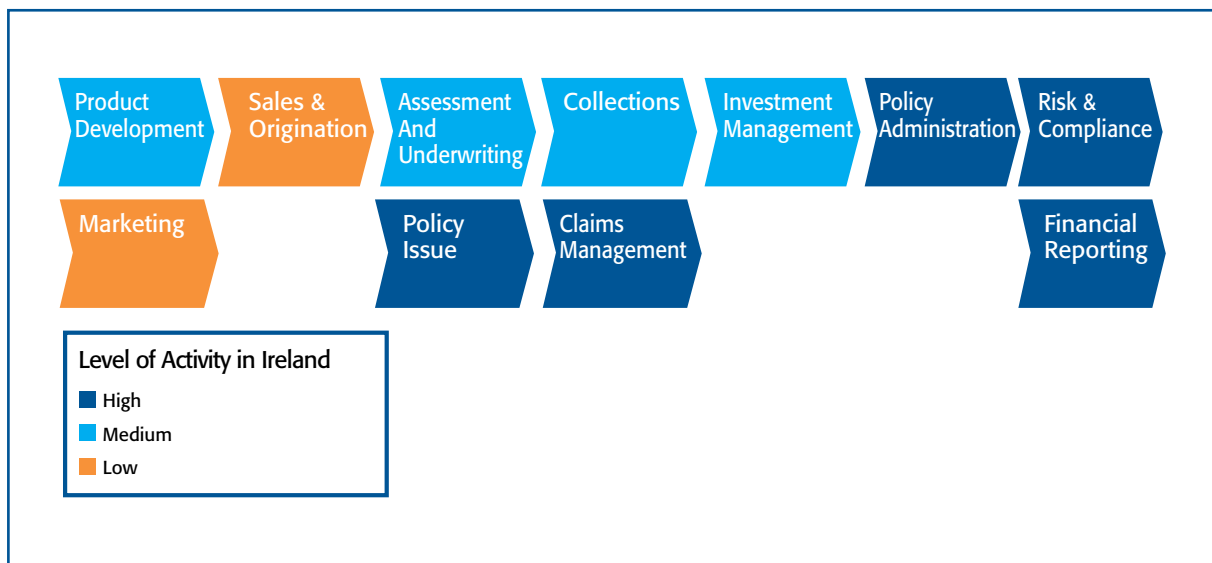 Product
Development
Sales &
Origination
Assessment
And
Underwriting
Collections
Investment
Management
Policy
Administration
Risk &
Compliance
Marketing
Policy
Issue
Claims
Management
Financial
Reporting
Level of Activity in Ireland
High
Medium
Low